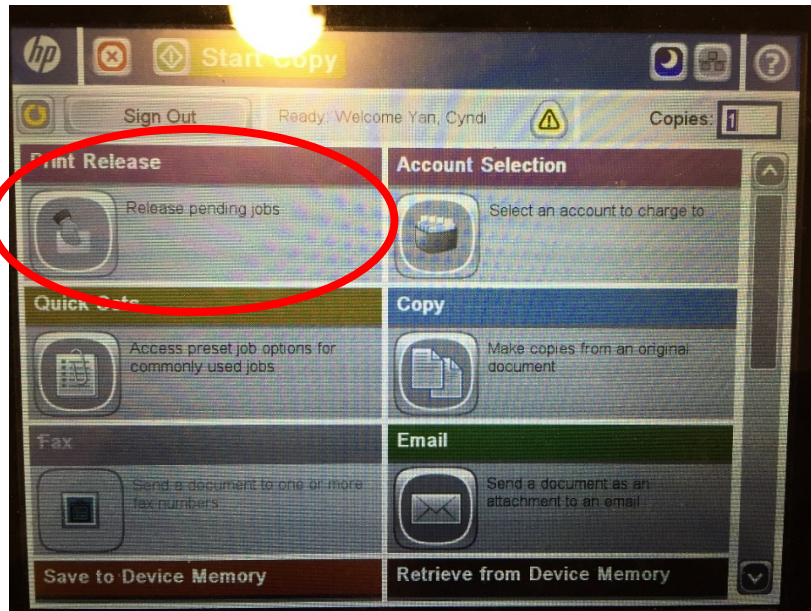 hp Start Copy ?
Sign Out Ready: Welcome Yan, Cyndi Copies: 1
Print Release Account Selection
Release pending jobs Select an account to charge to
Quick Sets Copy
Access preset job options for Make copies from an original
commonly used jobs document
Fax Email
Send a document to one or more Send a document as an
fax numbers attachment to an email
Save to Device Memory Retrieve from Device Memory